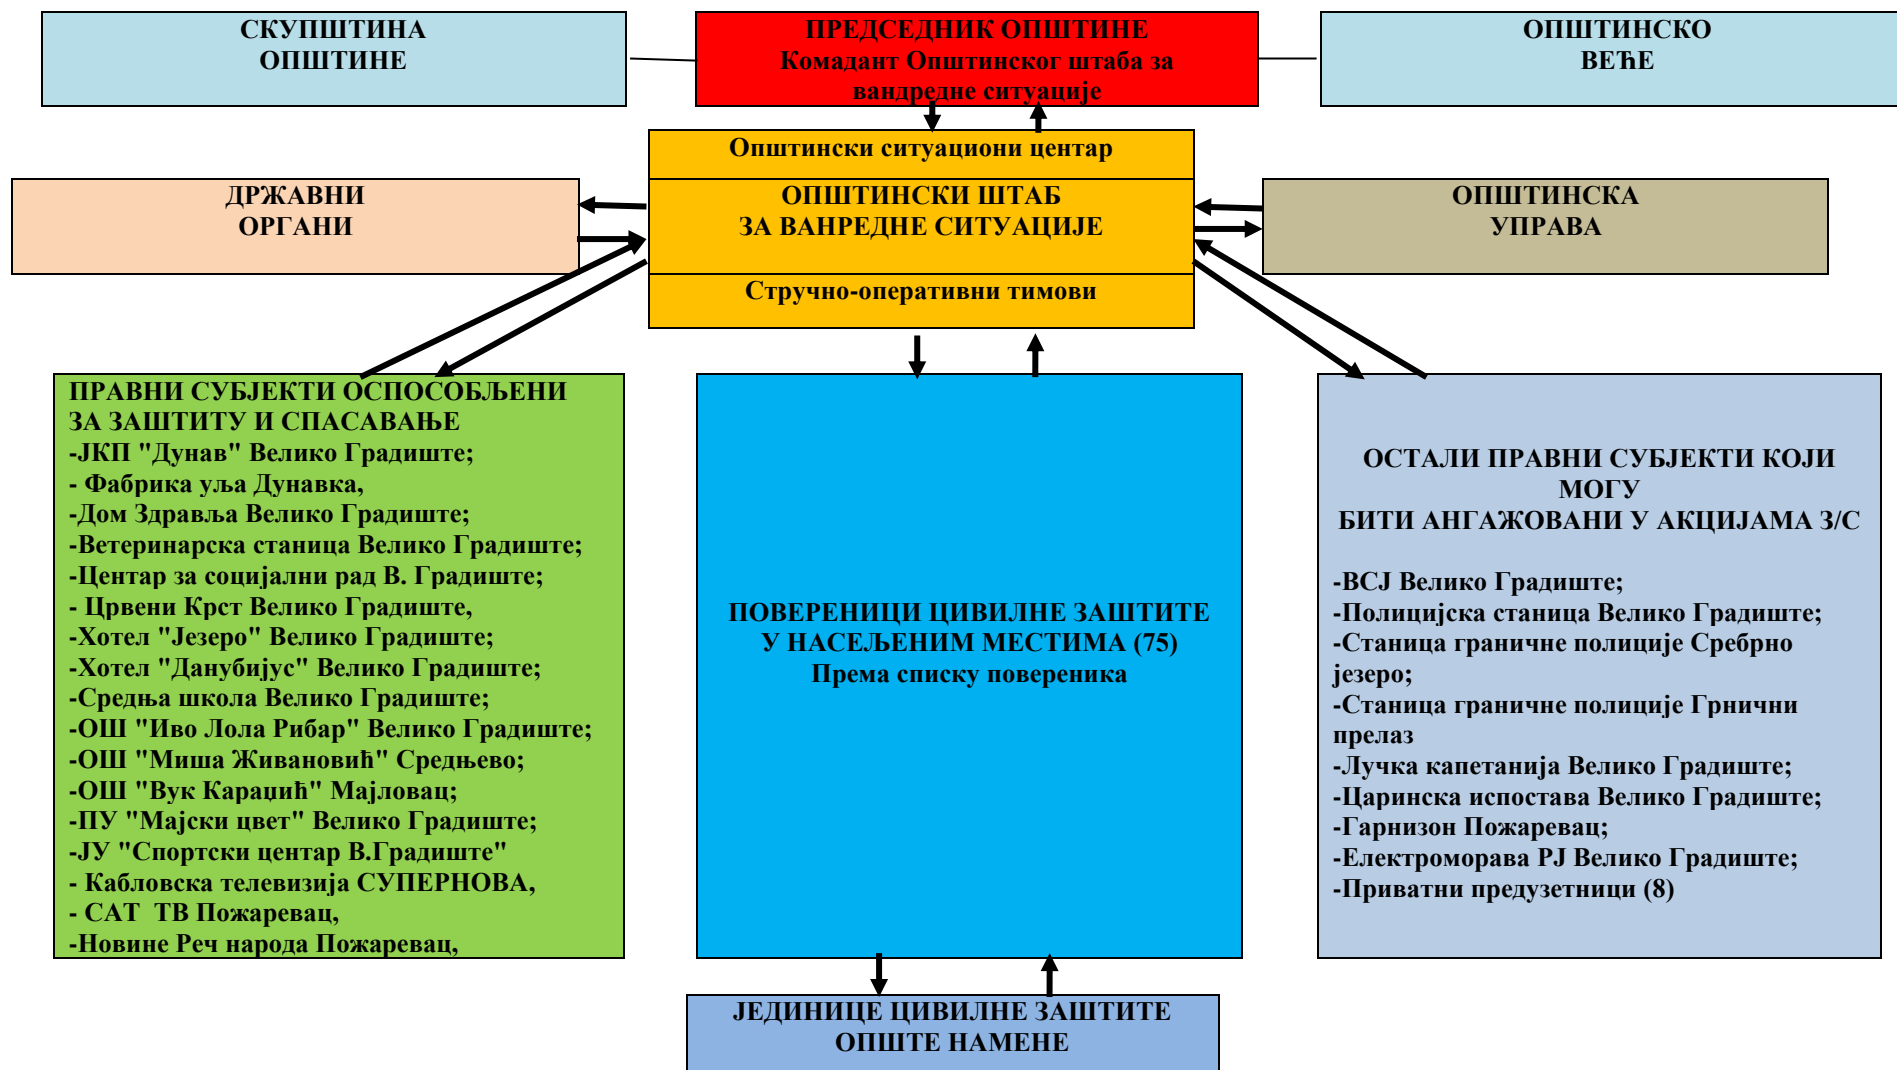 СКУПШТИНА
ОПШТИНЕ
ПРЕДСЕДНИК ОПШТИНЕ
Комадант Општинског штаба за
вандредне ситуације
ОПШТИНСКО
ВЕЋЕ
Општински ситуациони центар
ДРЖАВНИ
ОРГАНИ
ОПШТИНСКИ ШТАБ
ЗА ВАНРЕДНЕ СИТУАЦИЈЕ
ОПШТИНСКА
УПРАВА
Стручно-оперативни тимови
ПРАВНИ СУБЈЕКТИ ОСПОСОБЉЕНИ
ЗА ЗАШТИТУ И СПАСАВАЊЕ
-ЈКП "Дунав" Велико Градиште;
- Фабрика уља Дунавка,
-Дом Здравља Велико Градиште;
-Ветеринарска станица Велико Градиште;
-Центар за социјални рад В. Градиште;
- Црвени Крст Велико Градиште,
-Хотел "Језеро" Велико Градиште;
-Хотел "Данубијус" Велико Градиште;
-Средња школа Велико Градиште;
-ОШ "Иво Лола Рибар" Велико Градиште;
-ОШ "Миша Живановић" Средњево;
-ОШ "Вук Караџић" Мајловац;
-ПУ "Мајски цвет" Велико Градиште;
-ЈУ "Спортски центар В.Градиште"
- Кабловска телевизија СУПЕРНОВА,
- САТ  ТВ Пожаревац,
-Новине Реч народа Пожаревац,
ПОВЕРЕНИЦИ ЦИВИЛНЕ ЗАШТИТЕ
У НАСЕЉЕНИМ МЕСТИМА (75)
Према списку повереника
ОСТАЛИ ПРАВНИ СУБЈЕКТИ КОЈИ
МОГУ
БИТИ АНГАЖОВАНИ У АКЦИЈАМА З/С
-ВСЈ Велико Градиште;
-Полицијска станица Велико Градиште;
-Станица граничне полиције Сребрно
језеро;
-Станица граничне полиције Грнични
прелаз
-Лучка капетанија Велико Градиште;
-Царинска испостава Велико Градиште;
-Гарнизон Пожаревац;
-Електроморава РЈ Велико Градиште;
-Приватни предузетници (8)
ЈЕДИНИЦЕ ЦИВИЛНЕ ЗАШТИТЕ
ОПШТЕ НАМЕНЕ